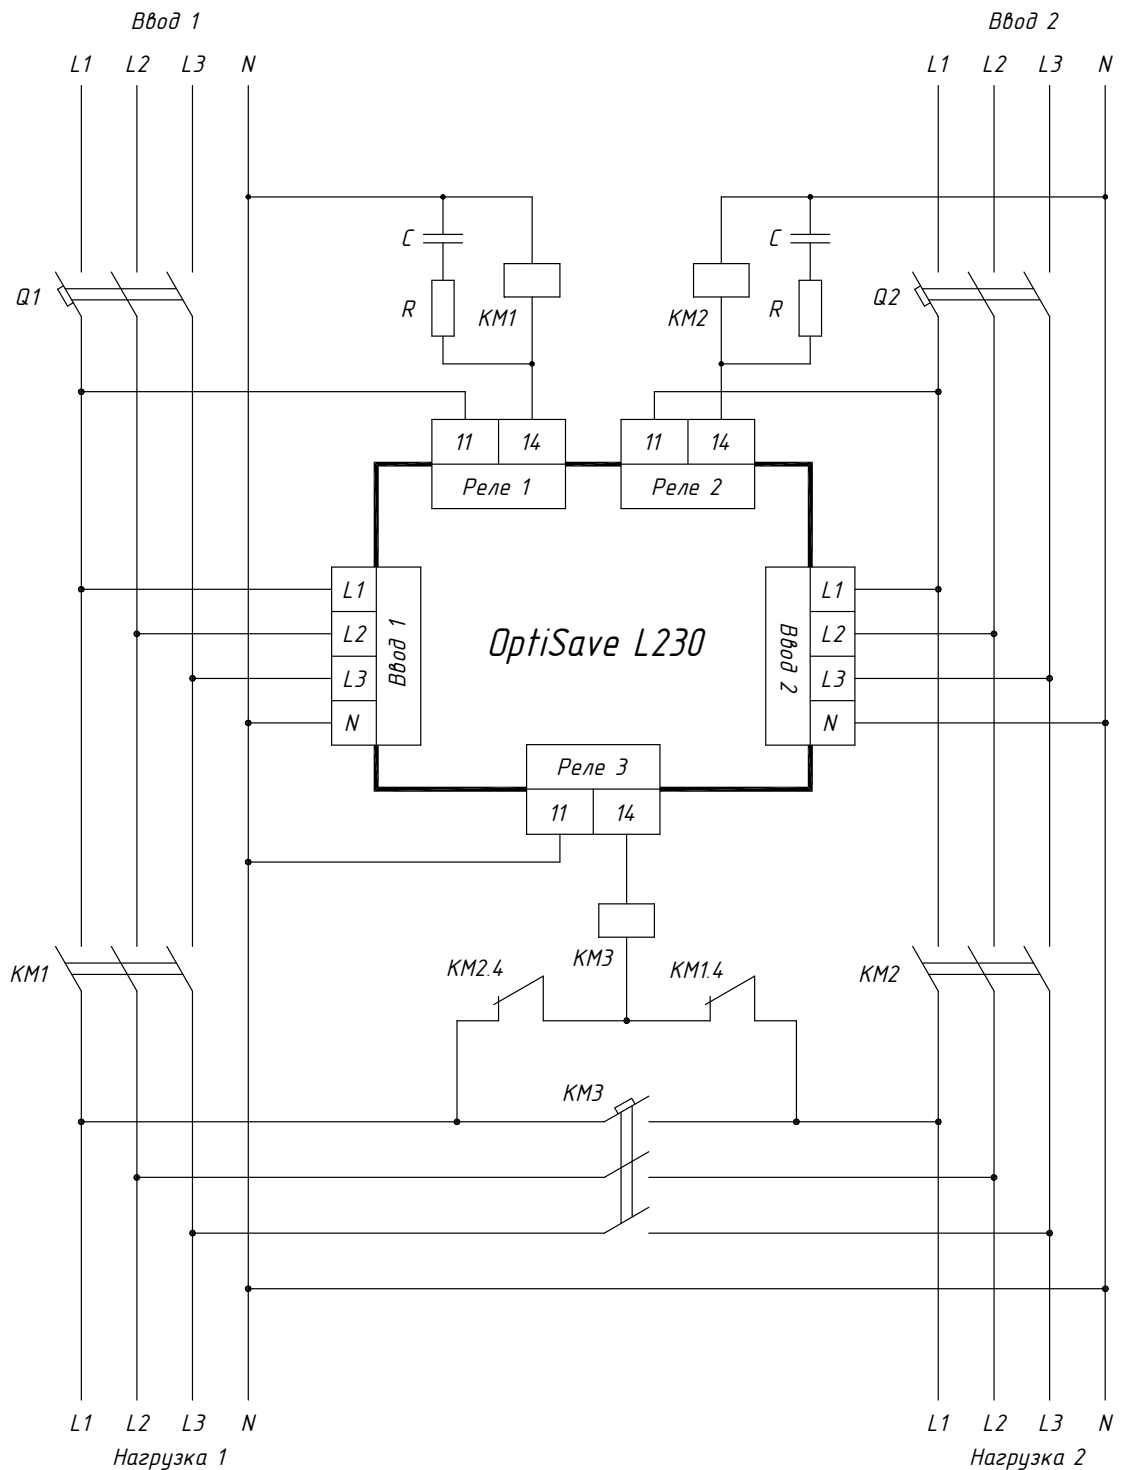 Ввод 1
Ввод 2
L1 L2 L3 N
L1 L2 L3 N
C
C
Q1
R
KM1
KM2
R
Q2
11 14
11 14
Реле 1
Реле 2
L1
L2
L3
N
Ввод 1
OptiSave L230
Ввод 2
L1
L2
L3
N
Реле 3
11 14
KM1
KM2.4
KM3
KM1.4
KM2
KM3
L1 L2 L3 N
L1 L2 L3 N
Нагрузка 1
Нагрузка 2